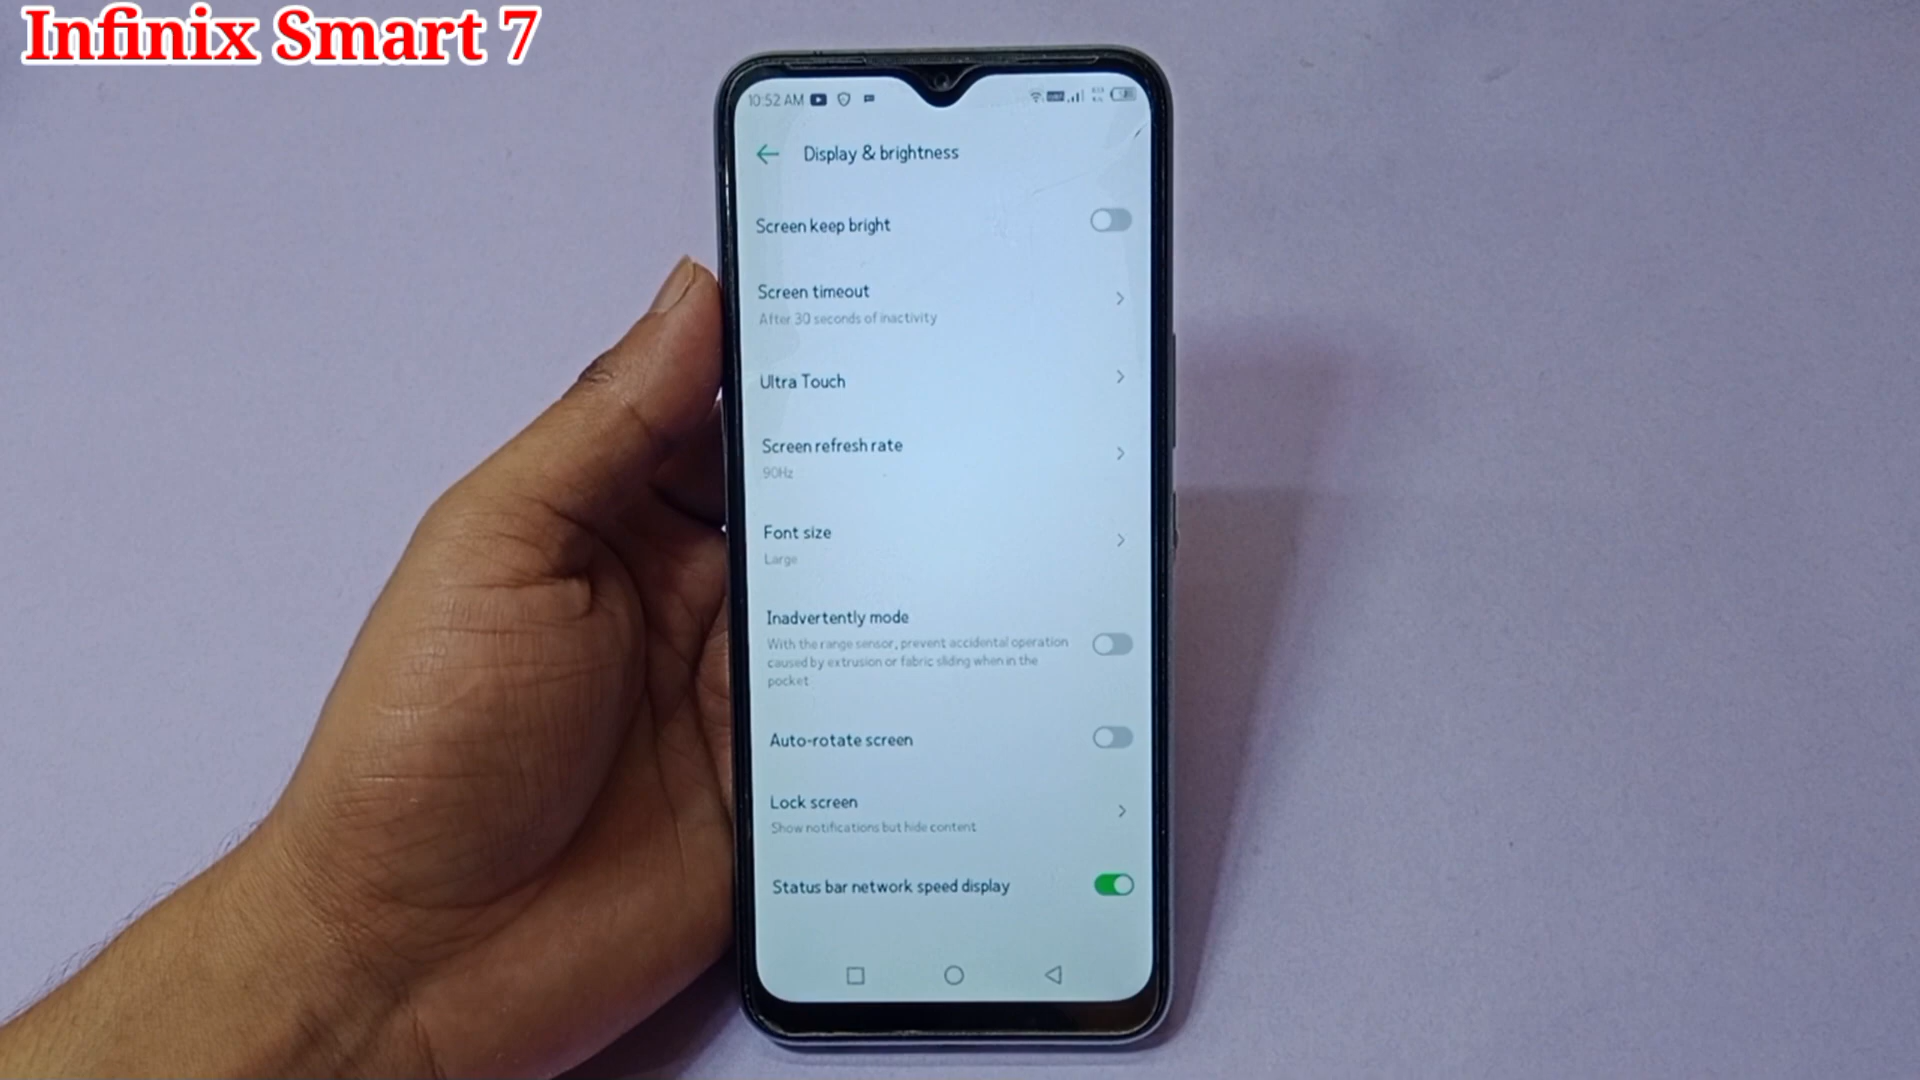 Infinix Smart 7
10:52 AM
Display & brightness
Screen keep bright
Screen timeout
After 30 seconds of inactivity
Ultra Touch
Screen refresh rate
90Hz
Font size
Large
Inadvertently mode
With the range sensor, prevent accidental operation
caused by extrusion or fabric sliding when in the
pocket
Auto-rotate screen
Lock screen
Show notifications but hide content
Status bar network speed display